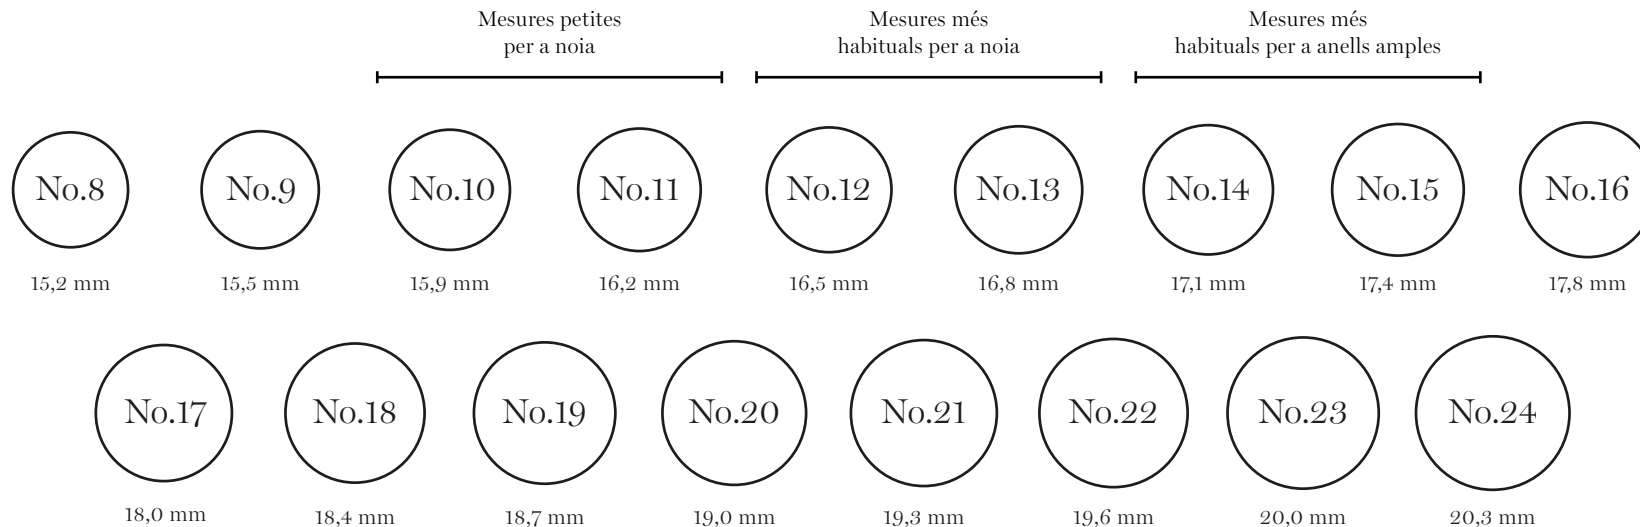 Mesures petites
per a noia
Mesures més
habituals per a noia
Mesures més
habituals per a anells amples
No.8
No.9
No.10
No.11
No.12
No.13
No.14
No.15
No.16
15,2 mm
15,5 mm
15,9 mm
16,2 mm
16,5 mm
16,8 mm
17,1 mm
17,4 mm
17,8 mm
No.17
No.18
No.19
No.20
No.21
No.22
No.23
No.24
18,0 mm
18,4 mm
18,7 mm
19,0 mm
19,3 mm
19,6 mm
20,0 mm
20,3 mm